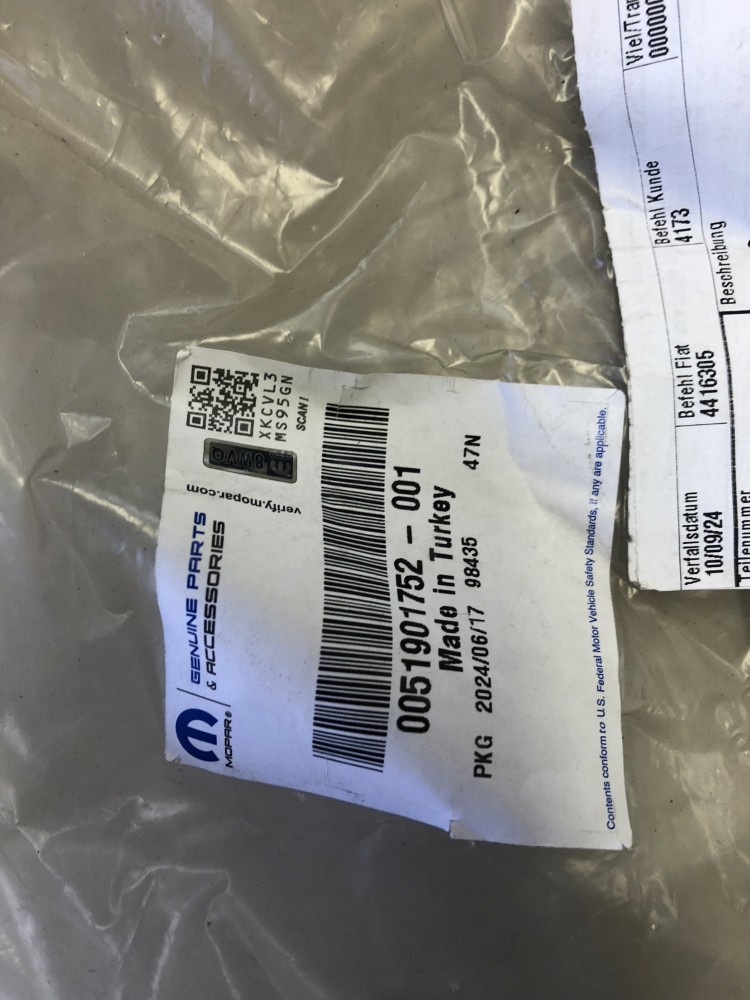 MOPAR®
GENUINE PARTS
& ACCESSORIES
verify.mopar.com
XKCVL3
MS95GN
SCAN!
0051901752 - 001
Made in Turkey
PKG 2024/06/17 98435 47N
Contents conform to U.S. Federal Motor Vehicle Safety Standards, if any are applicable.
Verfallsdatum Befehl Fiat Befehl Kunde
10/09/24 4416305 4173
Beschreibung